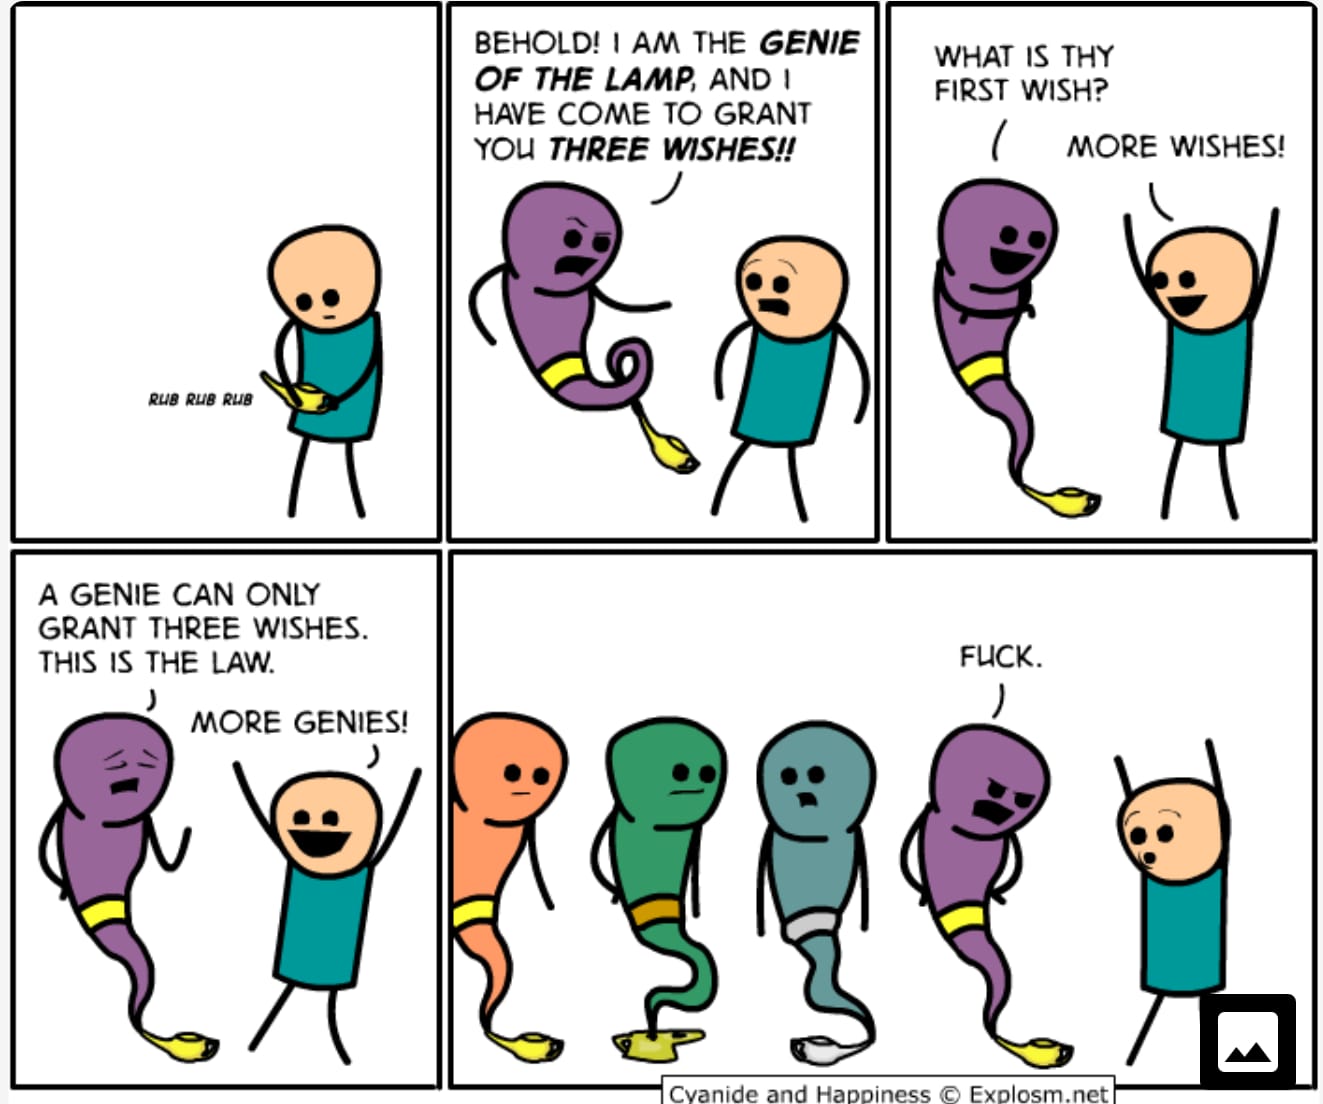 RUB RUB RUB
BEHOLD! I AM THE GENIE
OF THE LAMP, AND I
HAVE COME TO GRANT
YOU THREE WISHES!!
WHAT IS THY
FIRST WISH?
MORE WISHES!
A GENIE CAN ONLY
GRANT THREE WISHES.
THIS IS THE LAW.
MORE GENIES!
FUCK.
Cyanide and Happiness © Explosm.net